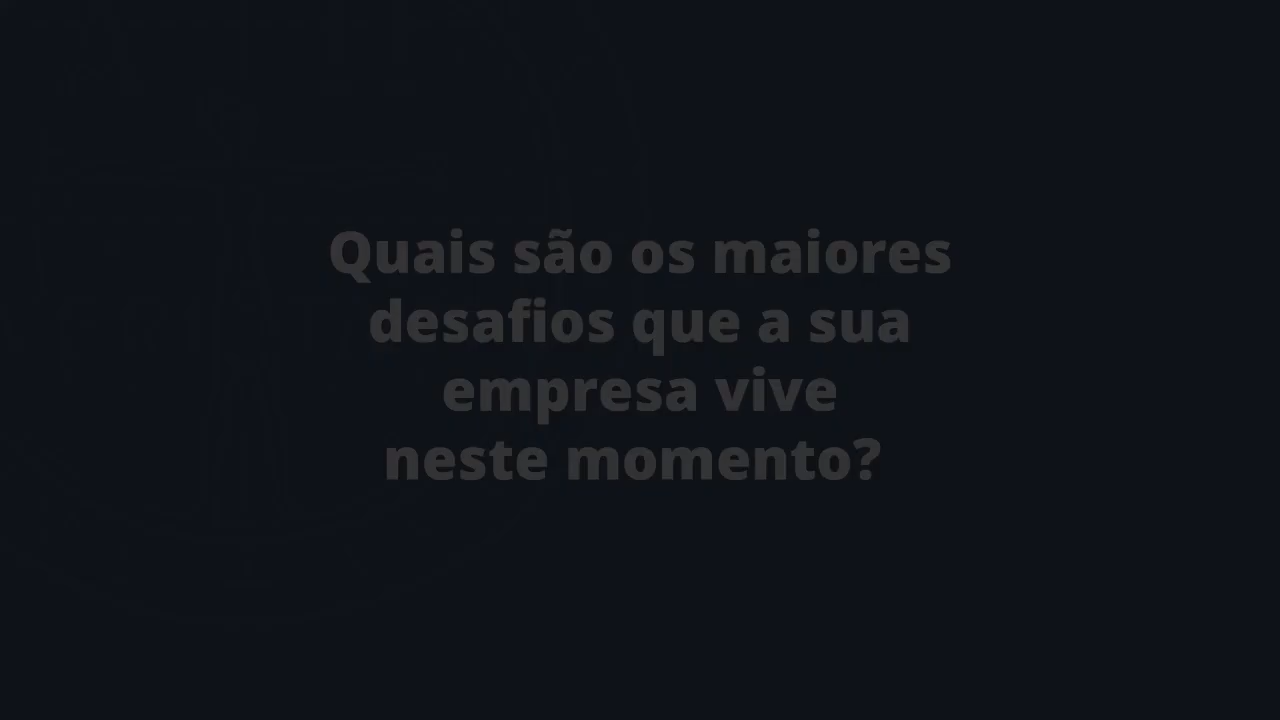 Quais são os maiores
desafios que a sua
empresa vive
neste momento?